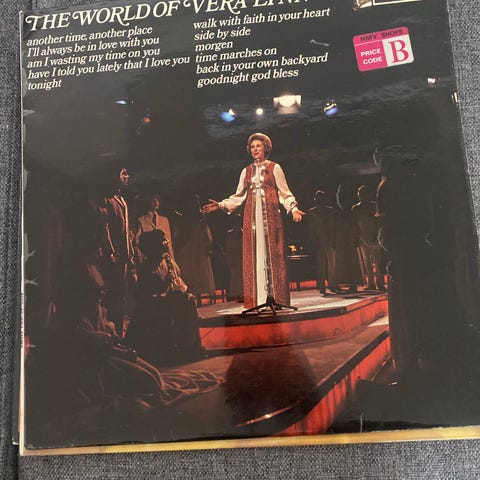 THE WORLD OF VERA LYNN
another time, another place
I'll always be in love with you
am I wasting my time on you
have I told you lately that I love you
tonight
walk with faith in your heart
side by side
morgen
time marches on
back in your own backyard
goodnight god bless
HMV SHOPS
PRICE
CODE
B